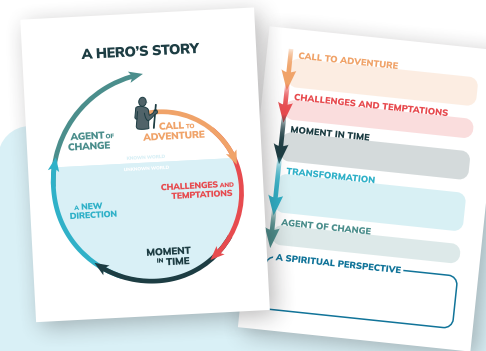 A HERO'S STORY
CALL TO
ADVENTURE
CHALLENGES AND
TEMPTATIONS
MOMENT
IN TIME
A NEW
DIRECTION
AGENT OF
CHANGE
CALL TO ADVENTURE
CHALLENGES AND TEMPTATIONS
MOMENT IN TIME
TRANSFORMATION
AGENT OF CHANGE
A SPIRITUAL PERSPECTIVE